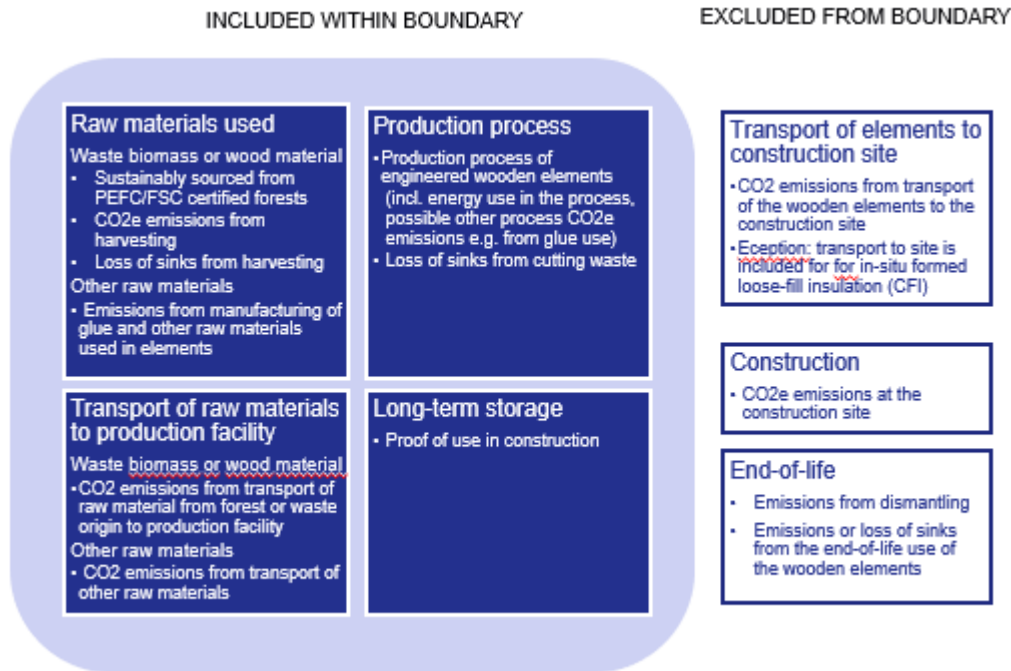 INCLUDED WITHIN BOUNDARY
EXCLUDED FROM BOUNDARY
Raw materials used
Waste biomass or wood material
• Sustainably sourced from
PEFC/FSC certified forests
• CO2e emissions from
harvesting
• Loss of sinks from harvesting
Other raw materials
• Emissions from manufacturing of
glue and other raw materials
used in elements
Production process
• Production process of
engineered wooden elements
(incl. energy use in the process,
possible other process CO2e
emissions e.g. from glue use)
• Loss of sinks from cutting waste
Transport of raw materials
to production facility
Waste biomass or wood material
• CO2 emissions from transport of
raw material from forest or waste
origin to production facility
Other raw materials
• CO2 emissions from transport of
other raw materials
Long-term storage
• Proof of use in construction
Transport of elements to
construction site
• CO2 emissions from transport
of the wooden elements to the
construction site
• Eception: transport to site is
included for for in-situ formed
loose-fill insulation (CFI)
Construction
• CO2e emissions at the
construction site
End-of-life
• Emissions from dismantling
• Emissions or loss of sinks
from the end-of-life use of
the wooden elements